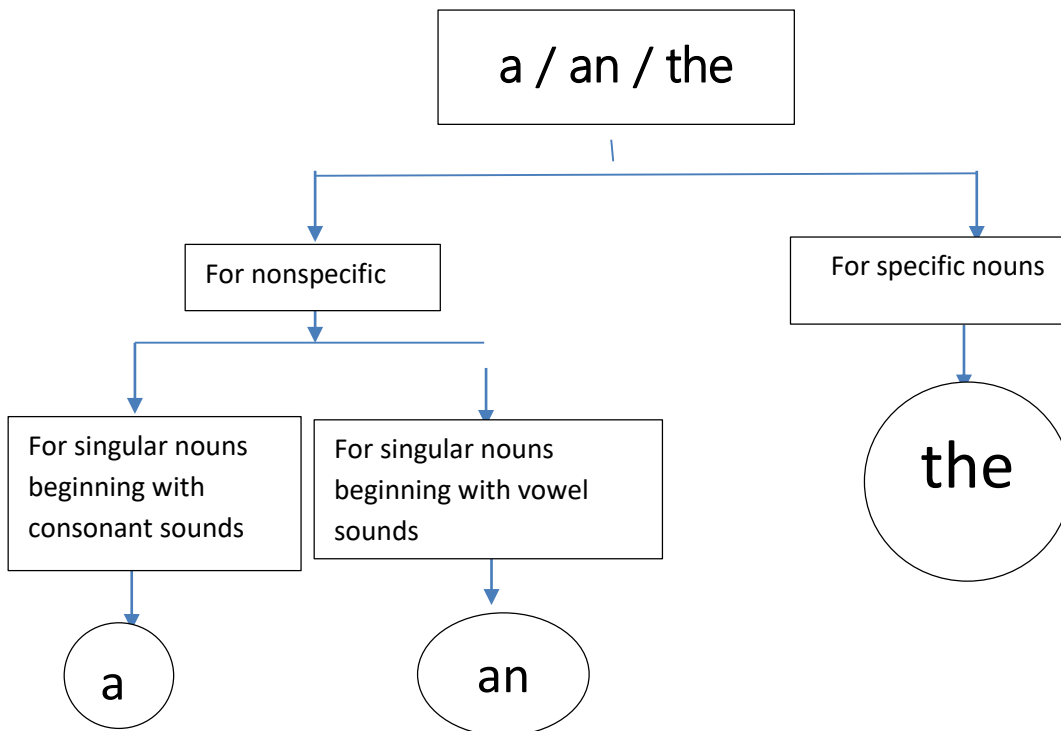 a / an / the
For nonspecific
For specific nouns
For singular nouns
beginning with
consonant sounds
For singular nouns
beginning with vowel
sounds
the
a
an